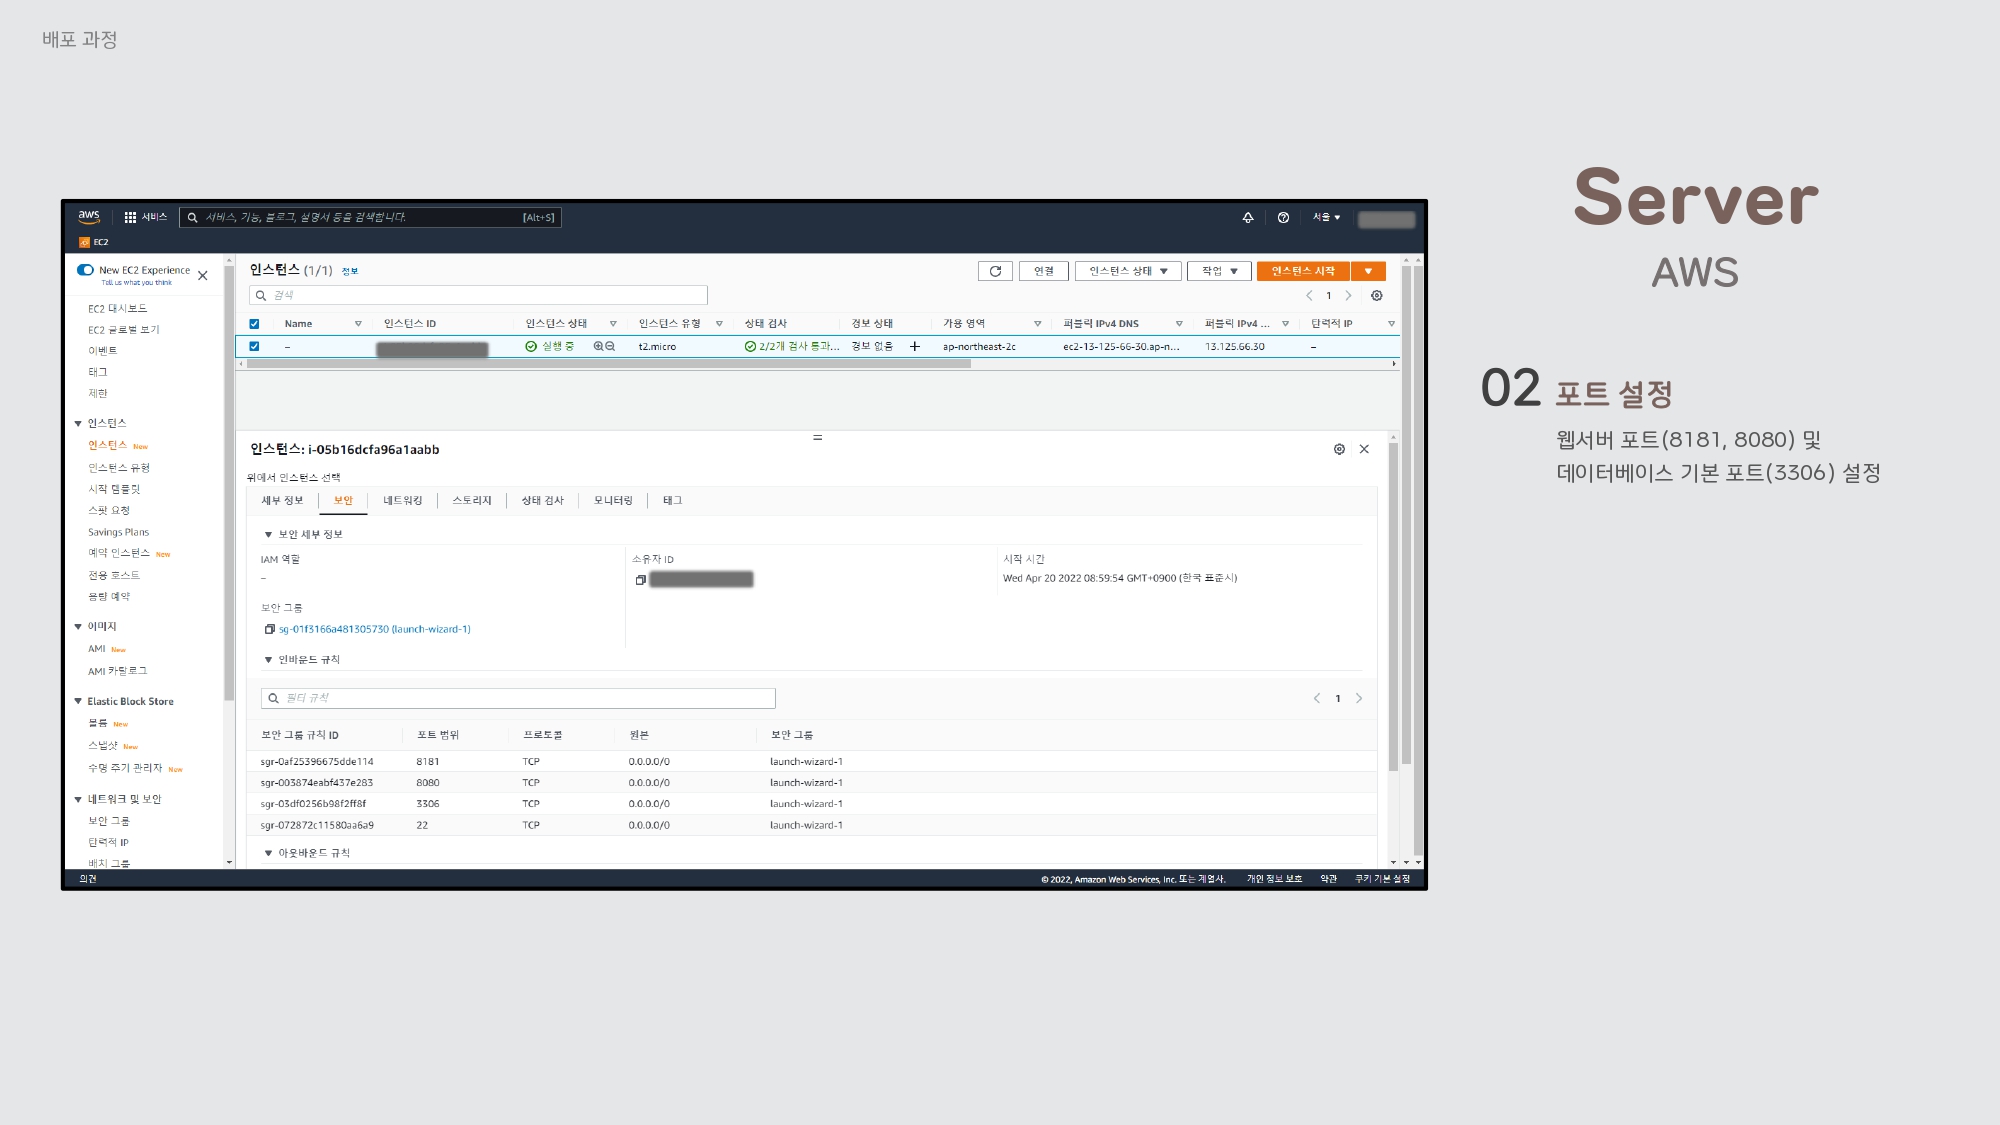 배포 과정
aws 서비스 서비스, 기능, 블로그, 설명서 등을 검색합니다. [Alt+S] 서울
EC2
New EC2 Experience
Tell us what you think
EC2 대시보드
EC2 글로벌 보기
이벤트
태그
제한
인스턴스
인스턴스 New
인스턴스 유형
시작 템플릿
스팟 요청
Savings Plans
예약 인스턴스 New
전용 호스트
용량 예약
이미지
AMI New
AMI 카탈로그
Elastic Block Store
볼륨 New
스냅샷 New
수명 주기 관리자 New
네트워크 및 보안
보안 그룹
탄력적 IP
배치 그룹
인스턴스 (1/1) 정보 연결 인스턴스 상태 작업 인스턴스 시작
검색 1
Name 인스턴스 ID 인스턴스 상태 인스턴스 유형 상태 검사 경보 상태 가용 영역 퍼블릭 IPv4 DNS 퍼블릭 IPv4 ... 탄력적 IP
– 실행 중 t2.micro 2/2개 검사 통과... 경보 없음 ap-northeast-2c ec2-13-125-66-30.ap-n... 13.125.66.30 –
인스턴스: i-05b16dcfa96a1aabb
위에서 인스턴스 선택
세부 정보 보안 네트워킹 스토리지 상태 검사 모니터링 태그
보안 세부 정보
IAM 역할 소유자 ID 시작 시간
– Wed Apr 20 2022 08:59:54 GMT+0900 (한국 표준시)
보안 그룹
sg-01f3166a481305730 (launch-wizard-1)
인바운드 규칙
필터 규칙 1
보안 그룹 규칙 ID 포트 범위 프로토콜 원본 보안 그룹
sgr-0af25396675dde114 8181 TCP 0.0.0.0/0 launch-wizard-1
sgr-003874eabf437e283 8080 TCP 0.0.0.0/0 launch-wizard-1
sgr-03df0256b98f2ff8f 3306 TCP 0.0.0.0/0 launch-wizard-1
sgr-072872c11580aa6a9 22 TCP 0.0.0.0/0 launch-wizard-1
아웃바운드 규칙
의견 © 2022, Amazon Web Services, Inc. 또는 계열사. 개인 정보 보호 약관 쿠키 기본 설정
Server
AWS
02 포트 설정
웹서버 포트(8181, 8080) 및
데이터베이스 기본 포트(3306) 설정